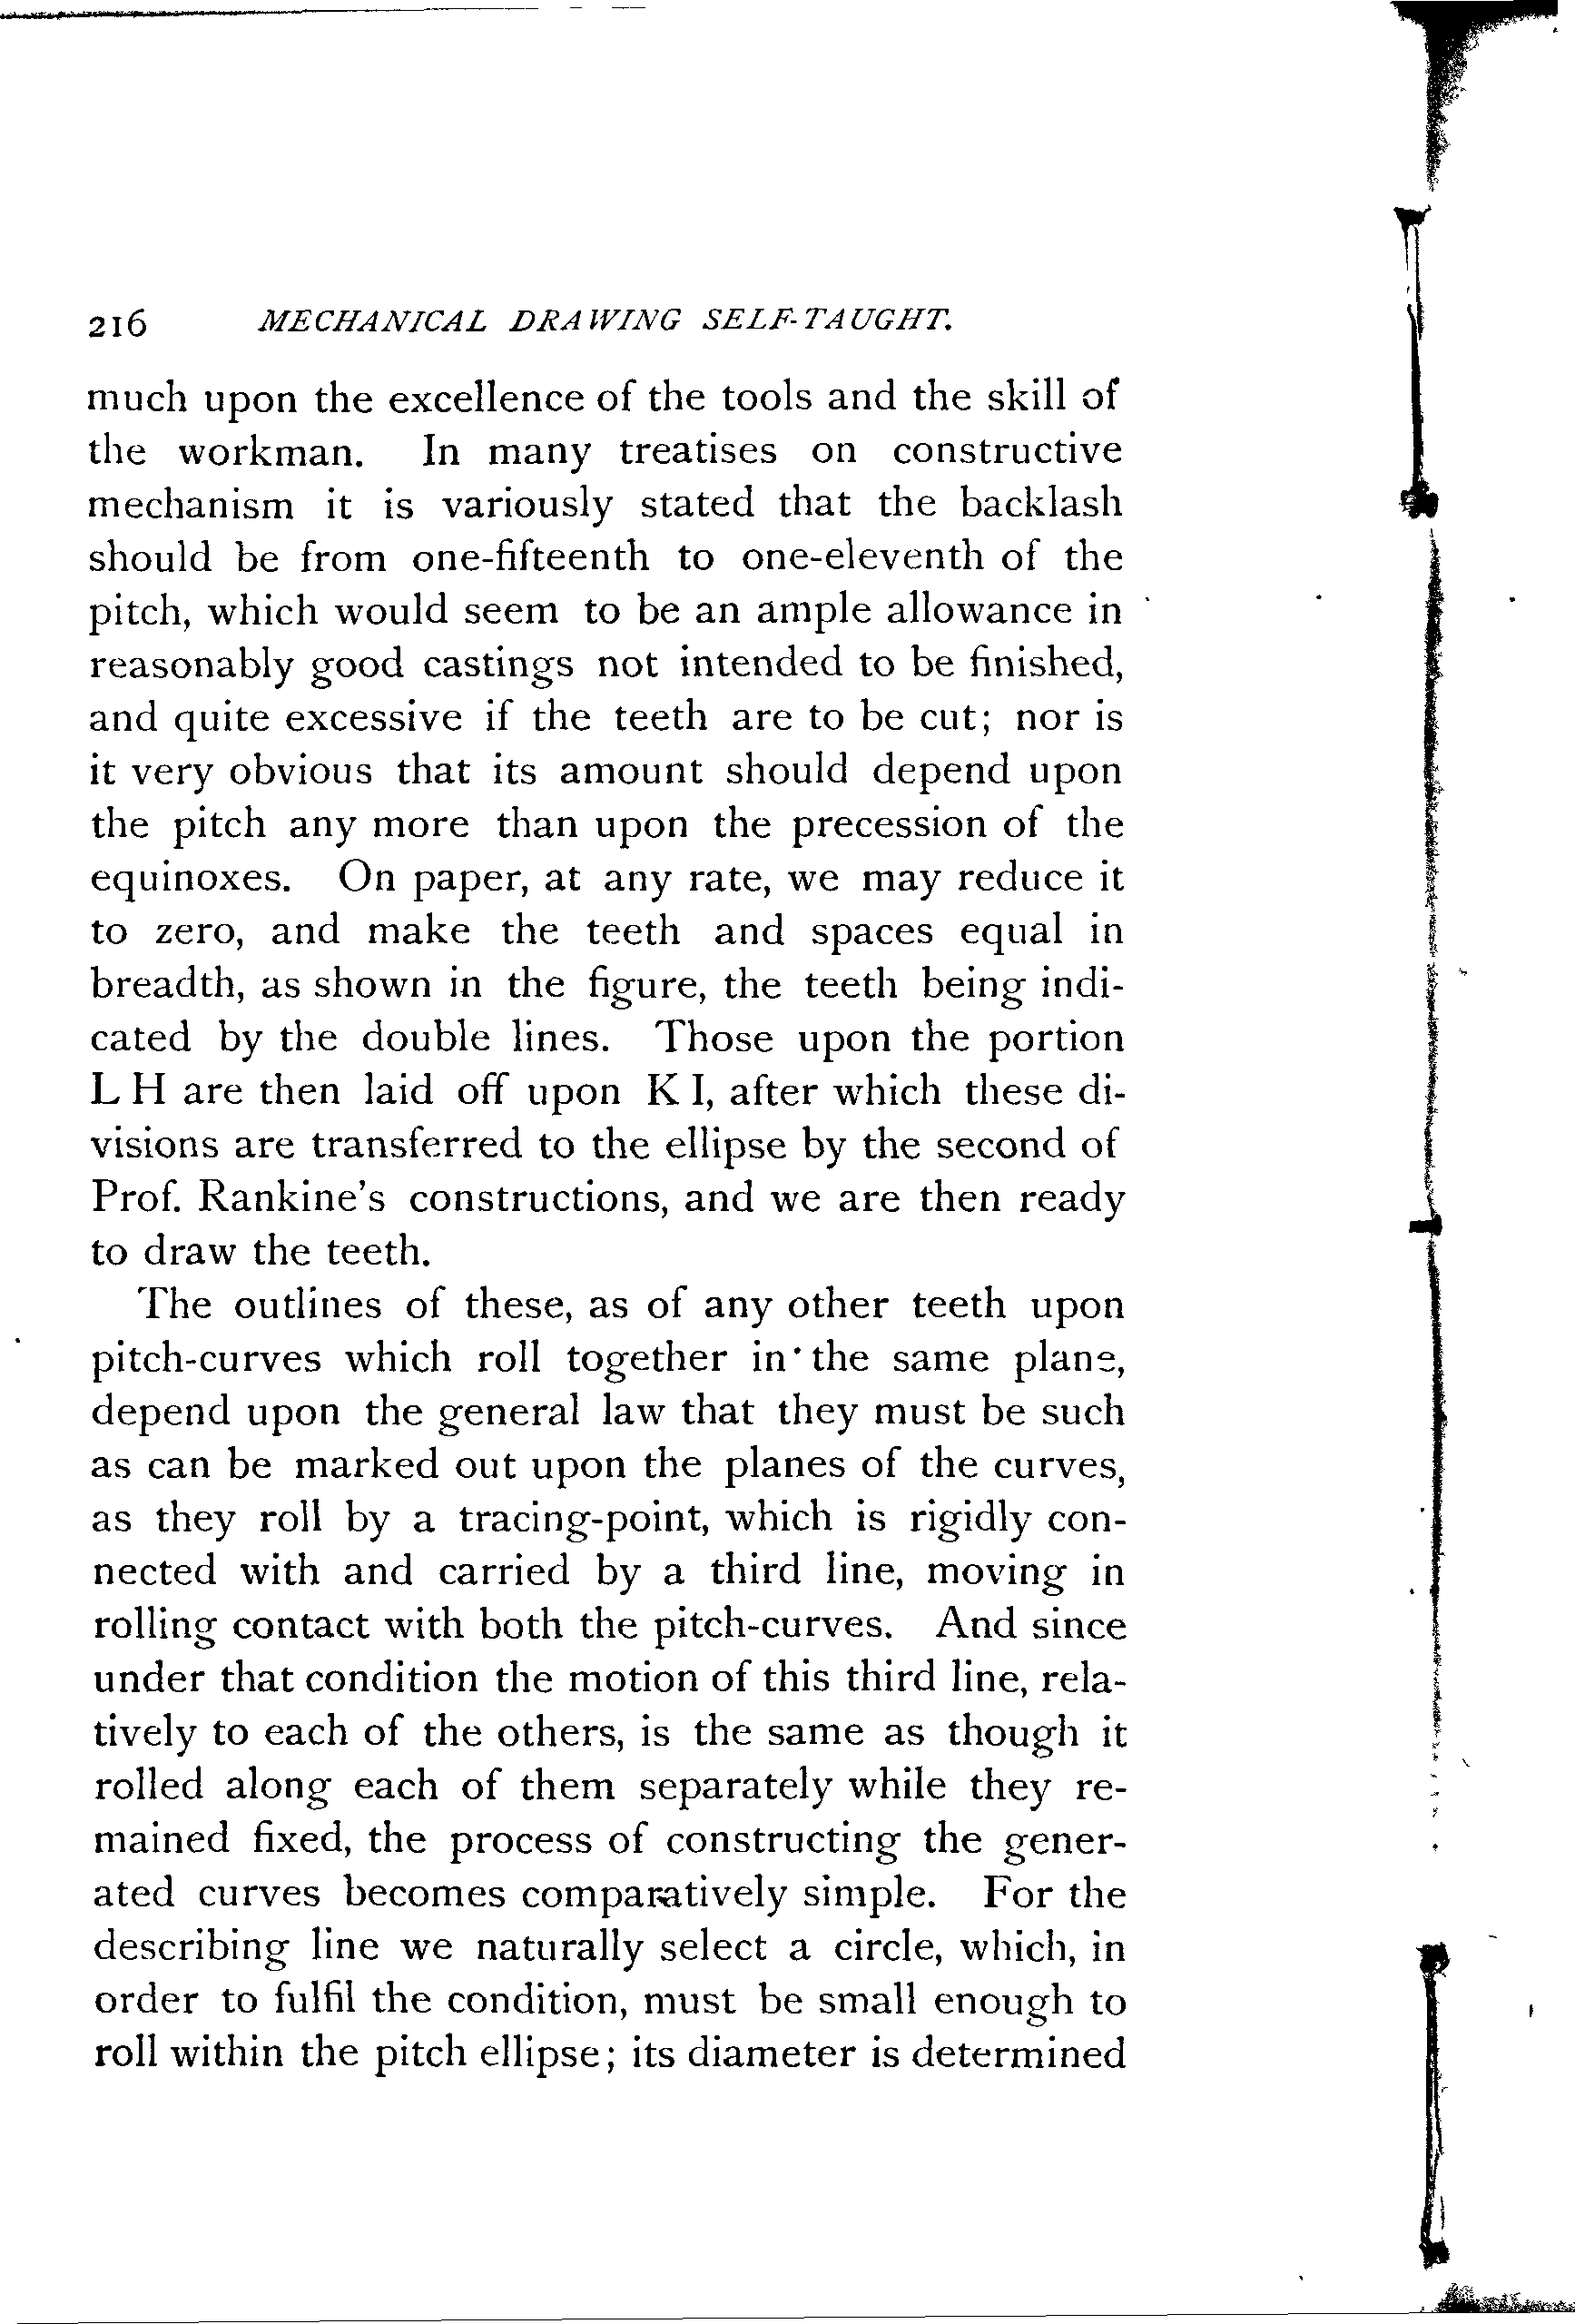 216 MECHANICAL DRAWING SELF-TAUGHT.
much upon the excellence of the tools and the skill of
the workman. In many treatises on constructive
mechanism it is variously stated that the backlash
should be from one-fifteenth to one-eleventh of the
pitch, which would seem to be an ample allowance in
reasonably good castings not intended to be finished,
and quite excessive if the teeth are to be cut; nor is
it very obvious that its amount should depend upon
the pitch any more than upon the precession of the
equinoxes. On paper, at any rate, we may reduce it
to zero, and make the teeth and spaces equal in
breadth, as shown in the figure, the teeth being indi-
cated by the double lines. Those upon the portion
L H are then laid off upon K I, after which these di-
visions are transferred to the ellipse by the second of
Prof. Rankine's constructions, and we are then ready
to draw the teeth.
The outlines of these, as of any other teeth upon
pitch-curves which roll together in the same plane,
depend upon the general law that they must be such
as can be marked out upon the planes of the curves,
as they roll by a tracing-point, which is rigidly con-
nected with and carried by a third line, moving in
rolling contact with both the pitch-curves. And since
under that condition the motion of this third line, rela-
tively to each of the others, is the same as though it
rolled along each of them separately while they re-
mained fixed, the process of constructing the gener-
ated curves becomes comparatively simple. For the
describing line we naturally select a circle, which, in
order to fulfil the condition, must be small enough to
roll within the pitch ellipse; its diameter is determined